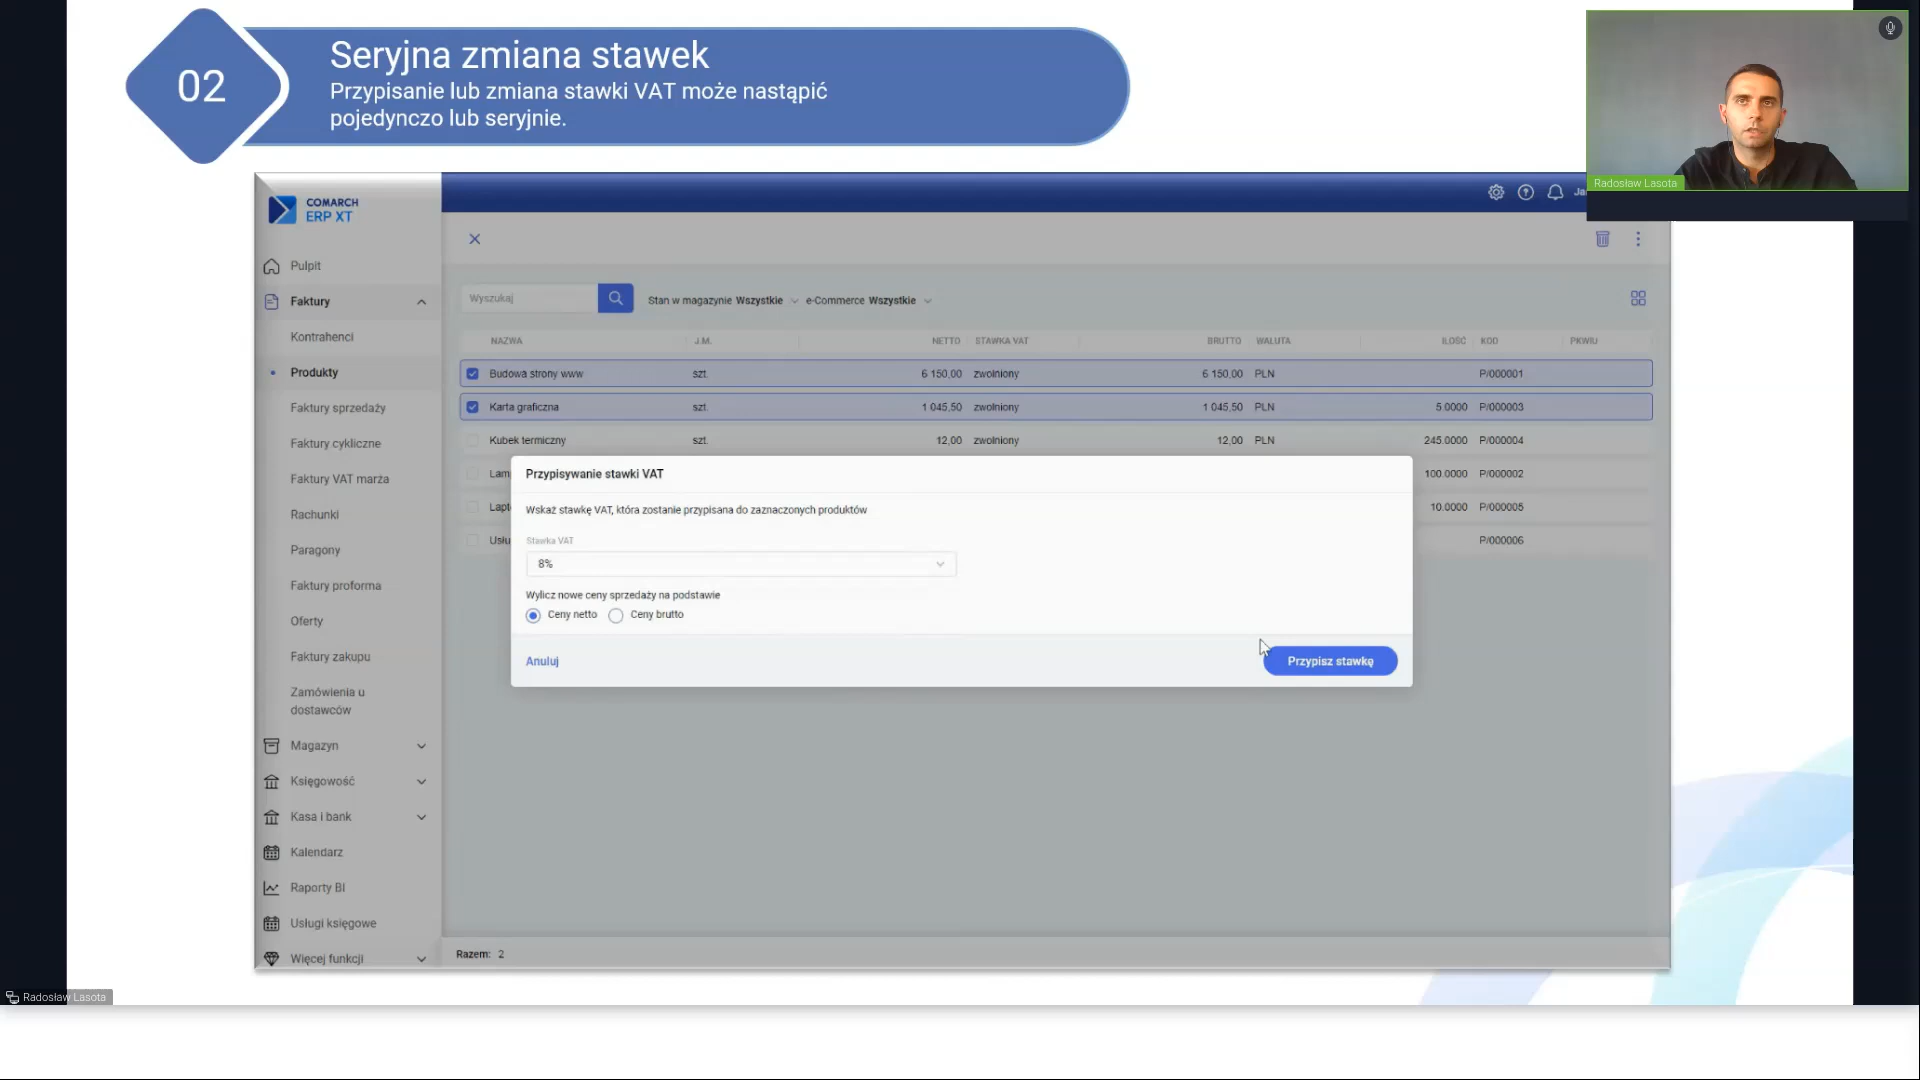 02
Seryjna zmiana stawek
Przypisanie lub zmiana stawki VAT może nastąpić
pojedynczo lub seryjnie.
Radosław Lasota
COMARCH
ERP XT
Pulpit
Faktury
Kontrahenci
Produkty
Faktury sprzedaży
Faktury cykliczne
Faktury VAT marża
Rachunki
Paragony
Faktury proforma
Oferty
Faktury zakupu
Zamówienia u
dostawców
Magazyn
Księgowość
Kasa i bank
Kalendarz
Raporty BI
Usługi księgowe
Więcej funkcji
Wyszukaj
Stan w magazynie Wszystkie e-Commerce Wszystkie
NAZWA J.M. NETTO STAWKA VAT BRUTTO WALUTA ILOŚĆ KOD PKWIU
Budowa strony www szt. 6 150,00 zwolniony 6 150,00 PLN P/000001
Karta graficzna szt. 1 045,50 zwolniony 1 045,50 PLN 5.0000 P/000003
Kubek termiczny szt. 12,00 zwolniony 12,00 PLN 245.0000 P/000004
100.0000 P/000002
10.0000 P/000005
P/000006
Przypisywanie stawki VAT
Wskaż stawkę VAT, która zostanie przypisana do zaznaczonych produktów
Stawka VAT
8%
Wylicz nowe ceny sprzedaży na podstawie
Ceny netto Ceny brutto
Anuluj Przypisz stawkę
Razem: 2
Radosław Lasota